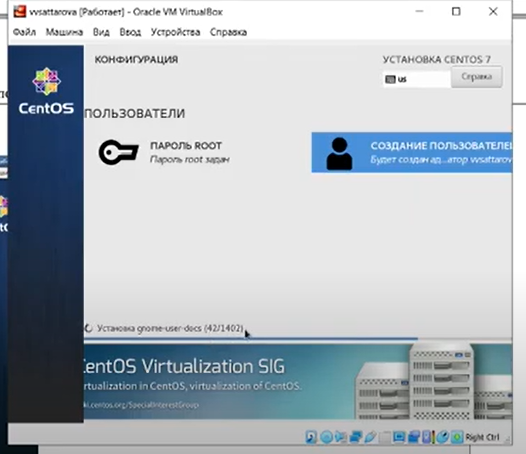 vvsattarova [Работает] - Oracle VM VirtualBox
Файл Машина Вид Ввод Устройства Справка
КОНФИГУРАЦИЯ
УСТАНОВКА CENTOS 7
us
Справка
CentOS
ПОЛЬЗОВАТЕЛИ
ПАРОЛЬ ROOT
Пароль root задан
СОЗДАНИЕ ПОЛЬЗОВАТЕЛ
Будет создан ад...атор vvsattarov
Установка gnome-user-docs (42/1402)
CentOS Virtualization SIG
rtualization in CentOS, virtualization of CentOS.
ki.centos.org/SpecialInterestGroup
Right Ctrl